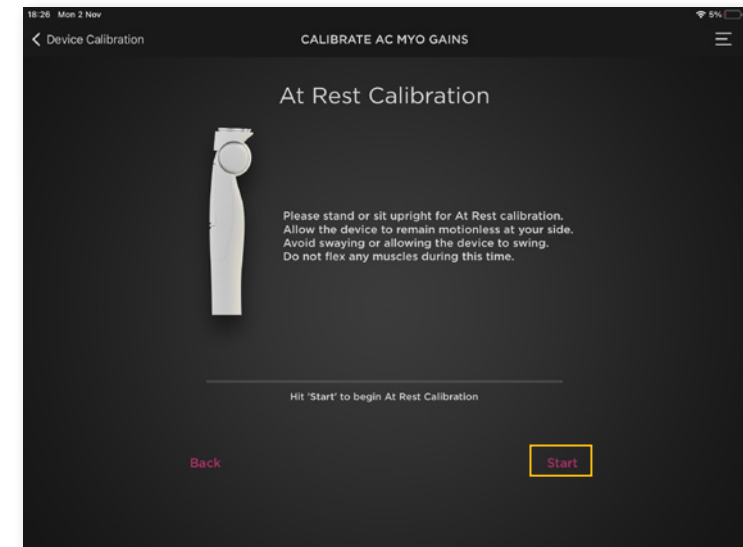 18:26 Mon 2 Nov
5%
Device Calibration
CALIBRATE AC MYO GAINS
At Rest Calibration
Please stand or sit upright for At Rest calibration.
Allow the device to remain motionless at your side.
Avoid swaying or allowing the device to swing.
Do not flex any muscles during this time.
Hit 'Start' to begin At Rest Calibration
Back
Start